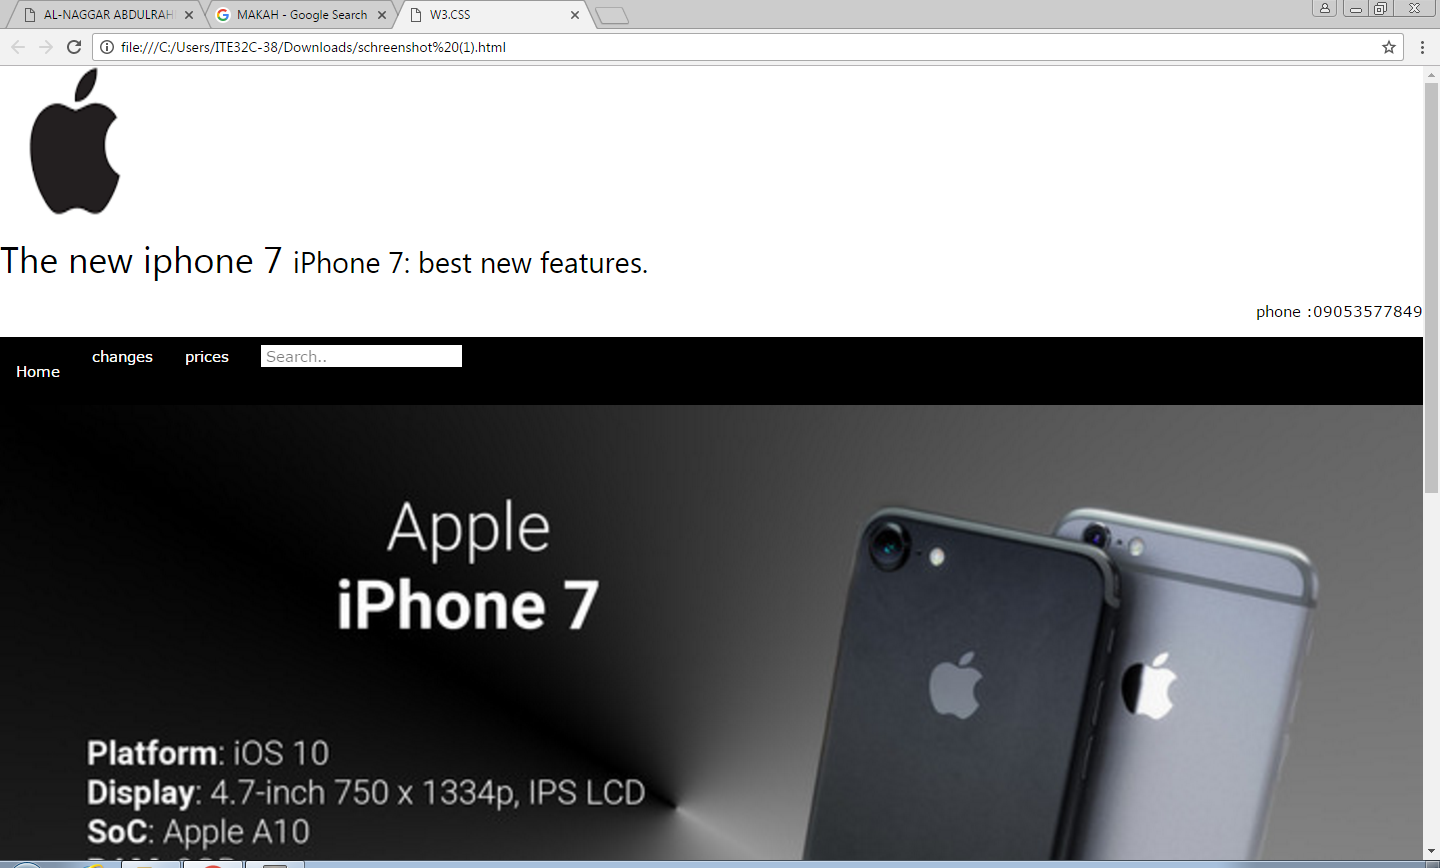 AL-NAGGAR ABDULRAH
MAKAH - Google Search
W3.CSS
file:///C:/Users/ITE32C-38/Downloads/schreenshot%20(1).html
The new iphone 7 iPhone 7: best new features.
phone :09053577849
Home changes prices Search..
Apple
iPhone 7
Platform: iOS 10
Display: 4.7-inch 750 x 1334p, IPS LCD
SoC: Apple A10